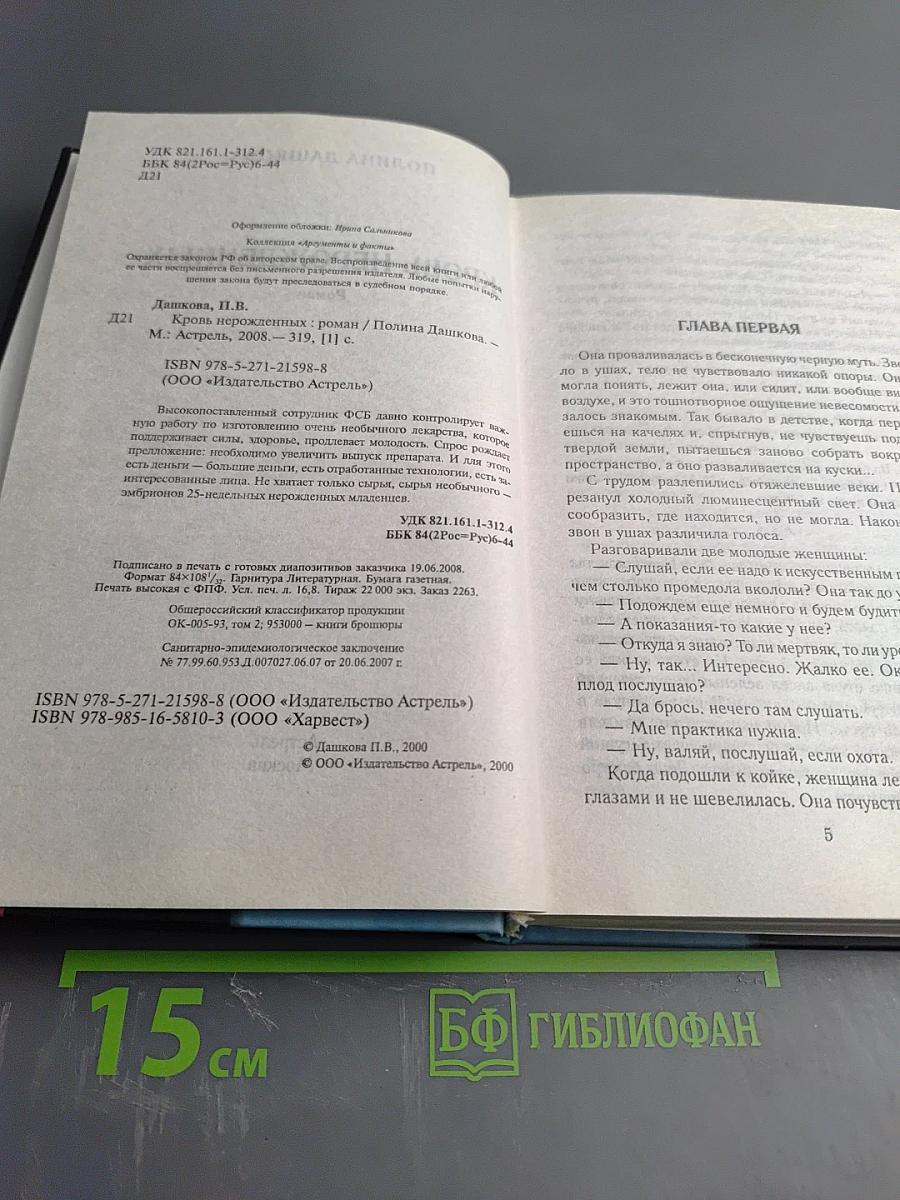 УДК 821.161.1-312.4
ББК 84(2Рос=Рус)6-44
Д21
Оформление обложки: Ирина Сальникова
Коллекция «Аргументы и факты»
Охраняется законом РФ об авторском праве. Воспроизведение всей книги или любой
ее части воспрещается без письменного разрешения издателя. Любые попытки нару-
шения закона будут преследоваться в судебном порядке.
Дашкова, П.В.
Д21 Кровь нерожденных : роман / Полина Дашкова. —
М.: Астрель, 2008.— 319, [1] с.
ISBN 978-5-271-21598-8
(ООО «Издательство Астрель»)
Высокопоставленный сотрудник ФСБ давно контролирует важ-
ную работу по изготовлению очень необычного лекарства, которое
поддерживает силы, здоровье, продлевает молодость. Спрос рождает
предложение: необходимо увеличить выпуск препарата. И для этого
есть деньги — большие деньги, есть отработанные технологии, есть за-
интересованные лица. Не хватает только сырья, сырья необычного —
эмбрионов 25-недельных нерожденных младенцев.
УДК 821.161.1-312.4
ББК 84(2Рос=Рус)6-44
Подписано в печать с готовых диапозитивов заказчика 19.06.2008.
Формат 84×108¹/₃₂. Гарнитура Литературная. Бумага газетная.
Печать высокая с ФПФ. Усл. печ. л. 16,8. Тираж 22 000 экз. Заказ 2263.
Общероссийский классификатор продукции
ОК-005-93, том 2; 953000 — книги брошюры
Санитарно-эпидемиологическое заключение
№ 77.99.60.953.Д.007027.06.07 от 20.06.2007 г.
ISBN 978-5-271-21598-8 (ООО «Издательство Астрель»)
ISBN 978-985-16-5810-3 (ООО «Харвест»)
© Дашкова П.В., 2000
© ООО «Издательство Астрель», 2000
ГЛАВА ПЕРВАЯ
Она проваливалась в бесконечную черную муть. Зве
ло в ушах, тело не чувствовало никакой опоры. Он
могла понять, лежит она, или сидит, или вообще ви
воздухе, и это тошнотворное ощущение невесомости
залось знакомым. Так бывало в детстве, когда пер
ешься на качелях и, спрыгнув, не чувствуешь под
твердой земли, пытаешься заново собрать вокр
пространство, а оно разваливается на куски...
С трудом разлепились отяжелевшие веки. П
резанул холодный люминесцентный свет. Она
сообразить, где находится, но не могла. Након
звон в ушах различила голоса.
Разговаривали две молодые женщины:
— Слушай, если ее надо к искусственным г
чем столько промедола вкололи? Она так до у
— Подождем еще немного и будем будит
— А показания-то какие у нее?
— Откуда я знаю? То ли мертвяк, то ли уро
— Ну, так... Интересно. Жалко ее. Ок
плод послушаю?
— Да брось, нечего там слушать.
— Мне практика нужна.
— Ну, валяй, послушай, если охота.
Когда подошли к койке, женщина ле
глазами и не шевелилась. Она почувст
5
15 см
БФ ГИБЛИОФАН